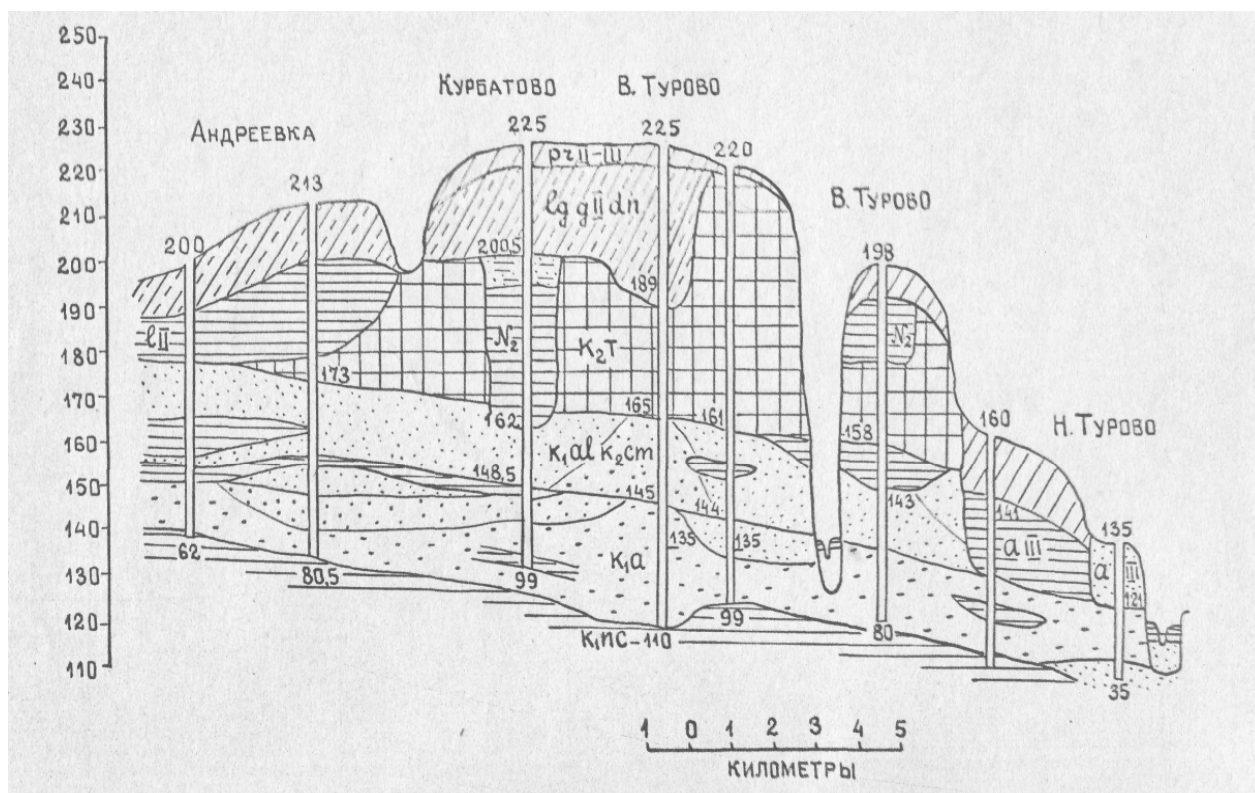 250
240
230
220
210
200
190
180
170
160
150
140
130
120
110
АНДРЕЕВКА
КУРБАТОВО
В. ТУРОВО
В. ТУРОВО
Н. ТУРОВО
200
213
225
225
220
198
160
135
pr II-III
lg g II dn
200,5
189
l II
N₂
K₂T
N₂
173
162
165
161
158
K₁al K₂cm
148,5
145
144
143
141
135
135
K₁a
a III
a III
121
62
80,5
99
K₁nc
110
99
80
35
1 0 1 2 3 4 5
КИЛОМЕТРЫ